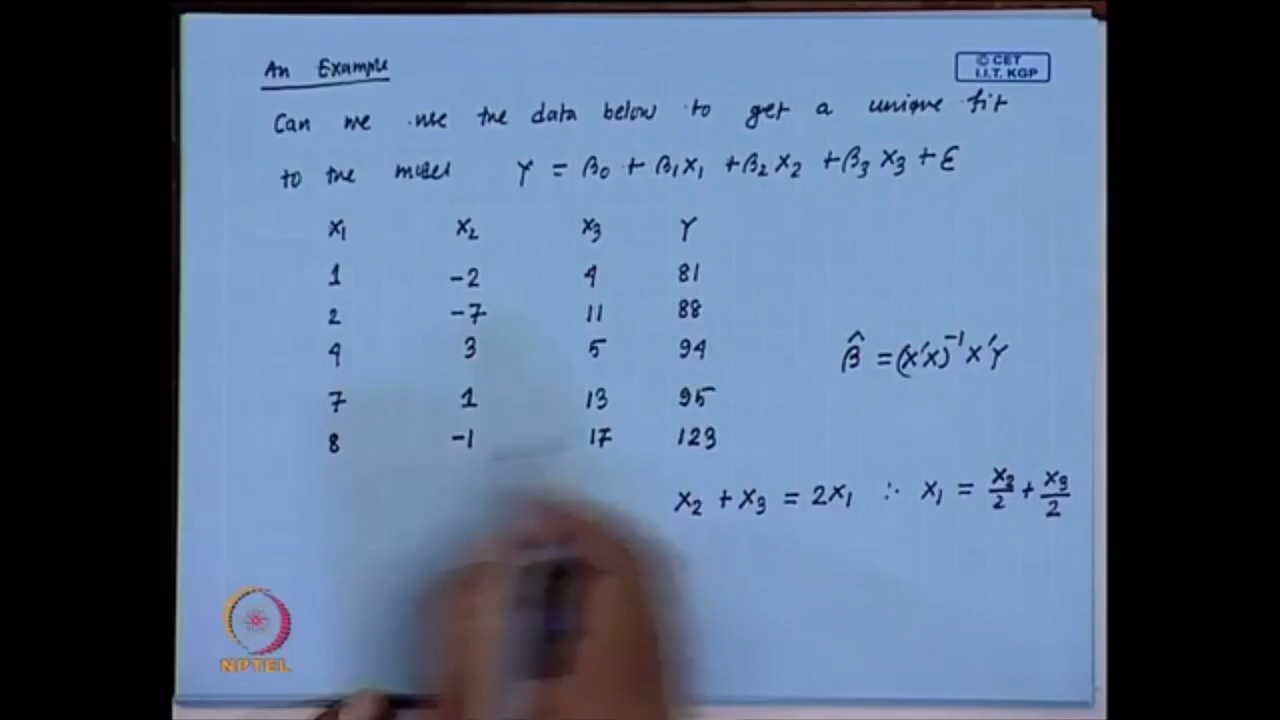 An Example
© CET
I.I.T. KGP
Can we use the data below to get a unique fit
to the model Y = β₀ + β₁X₁ + β₂X₂ + β₃X₃ + ε
X₁ X₂ X₃ Y
1 -2 4 81
2 -7 11 88
4 3 5 94
7 1 13 95
8 -1 17 123
β̂ = (X'X)⁻¹X'Y
X₂ + X₃ = 2X₁ ∴ X₁ = X₂/2 + X₃/2
NPTEL